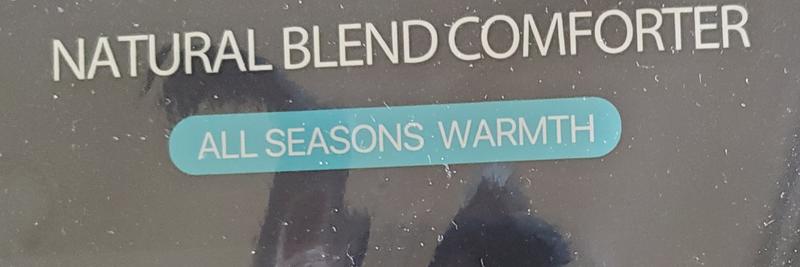 NATURAL BLEND COMFORTER
ALL SEASONS WARMTH